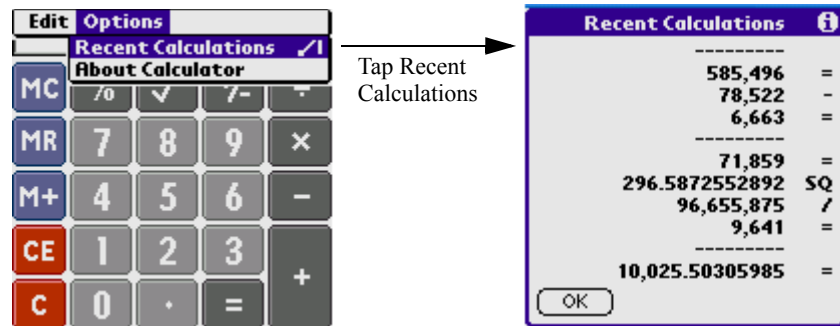 Edit Options
Recent Calculations /I
About Calculator
MC % √ +/- ÷
MR 7 8 9 ×
M+ 4 5 6 −
CE 1 2 3
+
C 0 . =
Tap Recent
Calculations
Recent Calculations i
---------
585,496 =
78,522 -
6,663 =
---------
71,859 =
296.5872552892 SQ
96,655,875 /
9,641 =
---------
10,025.50305985 =
OK